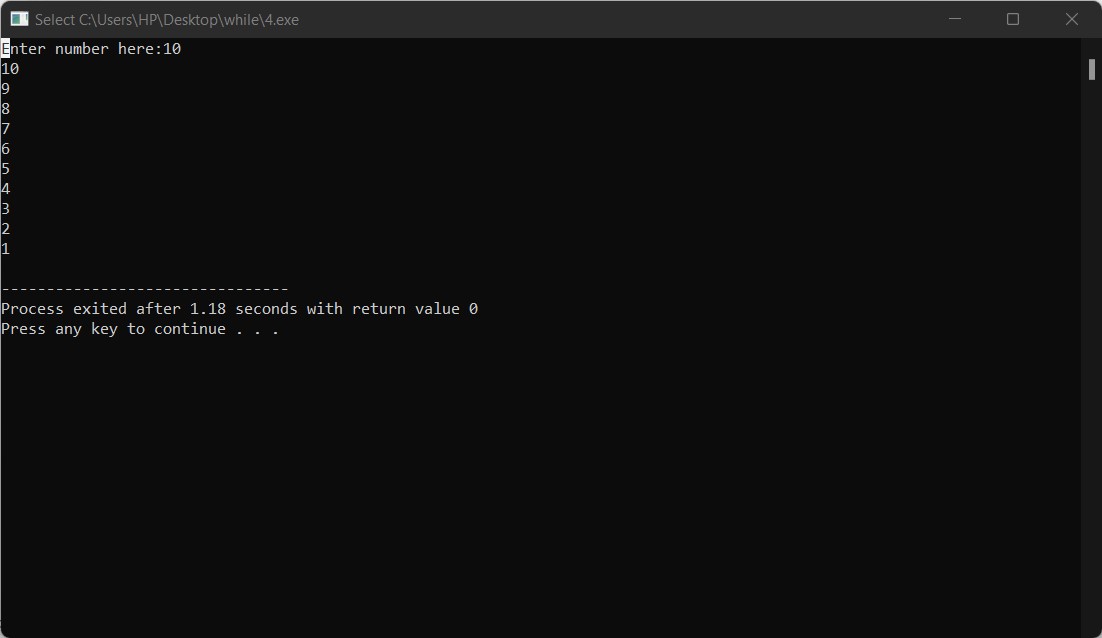 Select C:\Users\HP\Desktop\while\4.exe
Enter number here:10
10
9
8
7
6
5
4
3
2
1
--------------------------------
Process exited after 1.18 seconds with return value 0
Press any key to continue . . .